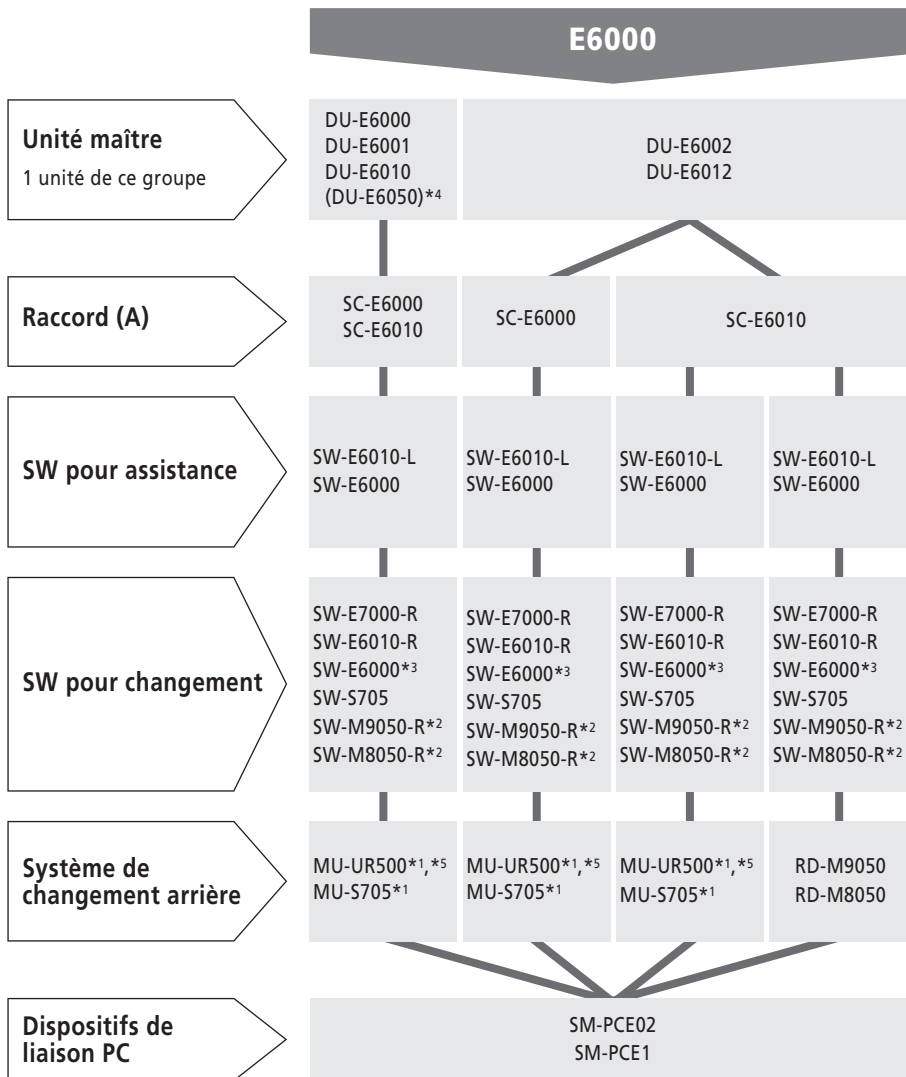 E6000
Unité maître
1 unité de ce groupe
DU-E6000
DU-E6001
DU-E6010
(DU-E6050)*4
DU-E6002
DU-E6012
Raccord (A)
SC-E6000
SC-E6010
SC-E6000
SC-E6010
SW pour assistance
SW-E6010-L
SW-E6000
SW-E6010-L
SW-E6000
SW-E6010-L
SW-E6000
SW-E6010-L
SW-E6000
SW pour changement
SW-E7000-R
SW-E6010-R
SW-E6000*3
SW-S705
SW-M9050-R*2
SW-M8050-R*2
SW-E7000-R
SW-E6010-R
SW-E6000*3
SW-S705
SW-M9050-R*2
SW-M8050-R*2
SW-E7000-R
SW-E6010-R
SW-E6000*3
SW-S705
SW-M9050-R*2
SW-M8050-R*2
SW-E7000-R
SW-E6010-R
SW-E6000*3
SW-S705
SW-M9050-R*2
SW-M8050-R*2
Système de
changement arrière
MU-UR500*1,*5
MU-S705*1
MU-UR500*1,*5
MU-S705*1
MU-UR500*1,*5
MU-S705*1
RD-M9050
RD-M8050
Dispositifs de
liaison PC
SM-PCE02
SM-PCE1